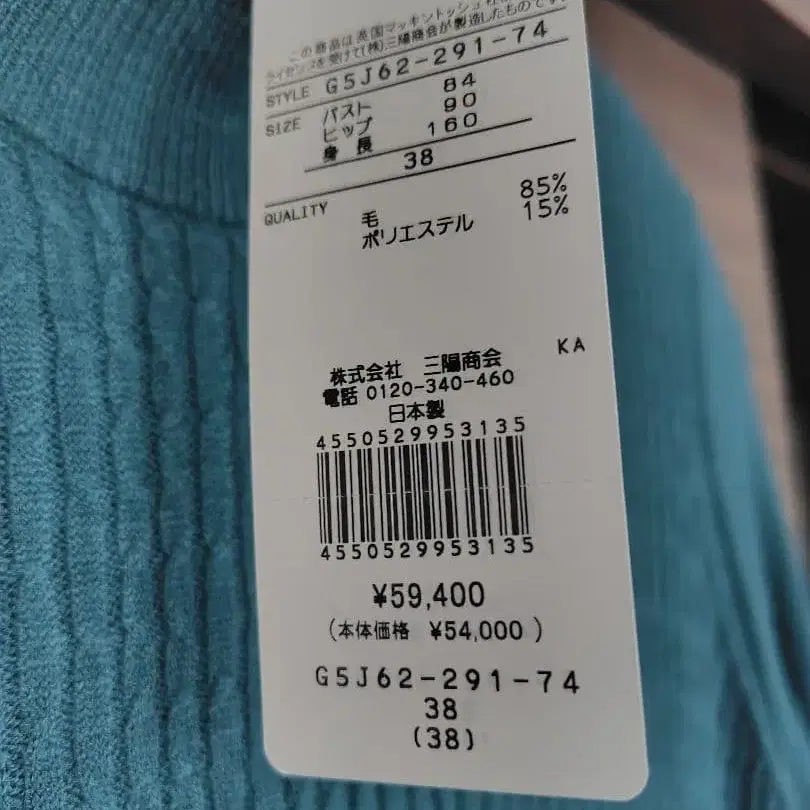 この商品は英国マッキントッシュ社
ライセンスを受けて(株)三陽商会が製造したものです。
STYLE G5J62-291-74
SIZE バスト 84
ヒップ 90
身長 160
38
QUALITY 毛 85%
ポリエステル 15%
KA
株式会社 三陽商会
電話 0120-340-460
日本製
4550529953135
4550529953135
¥59,400
(本体価格 ¥54,000 )
G5J62-291-74
38
(38)